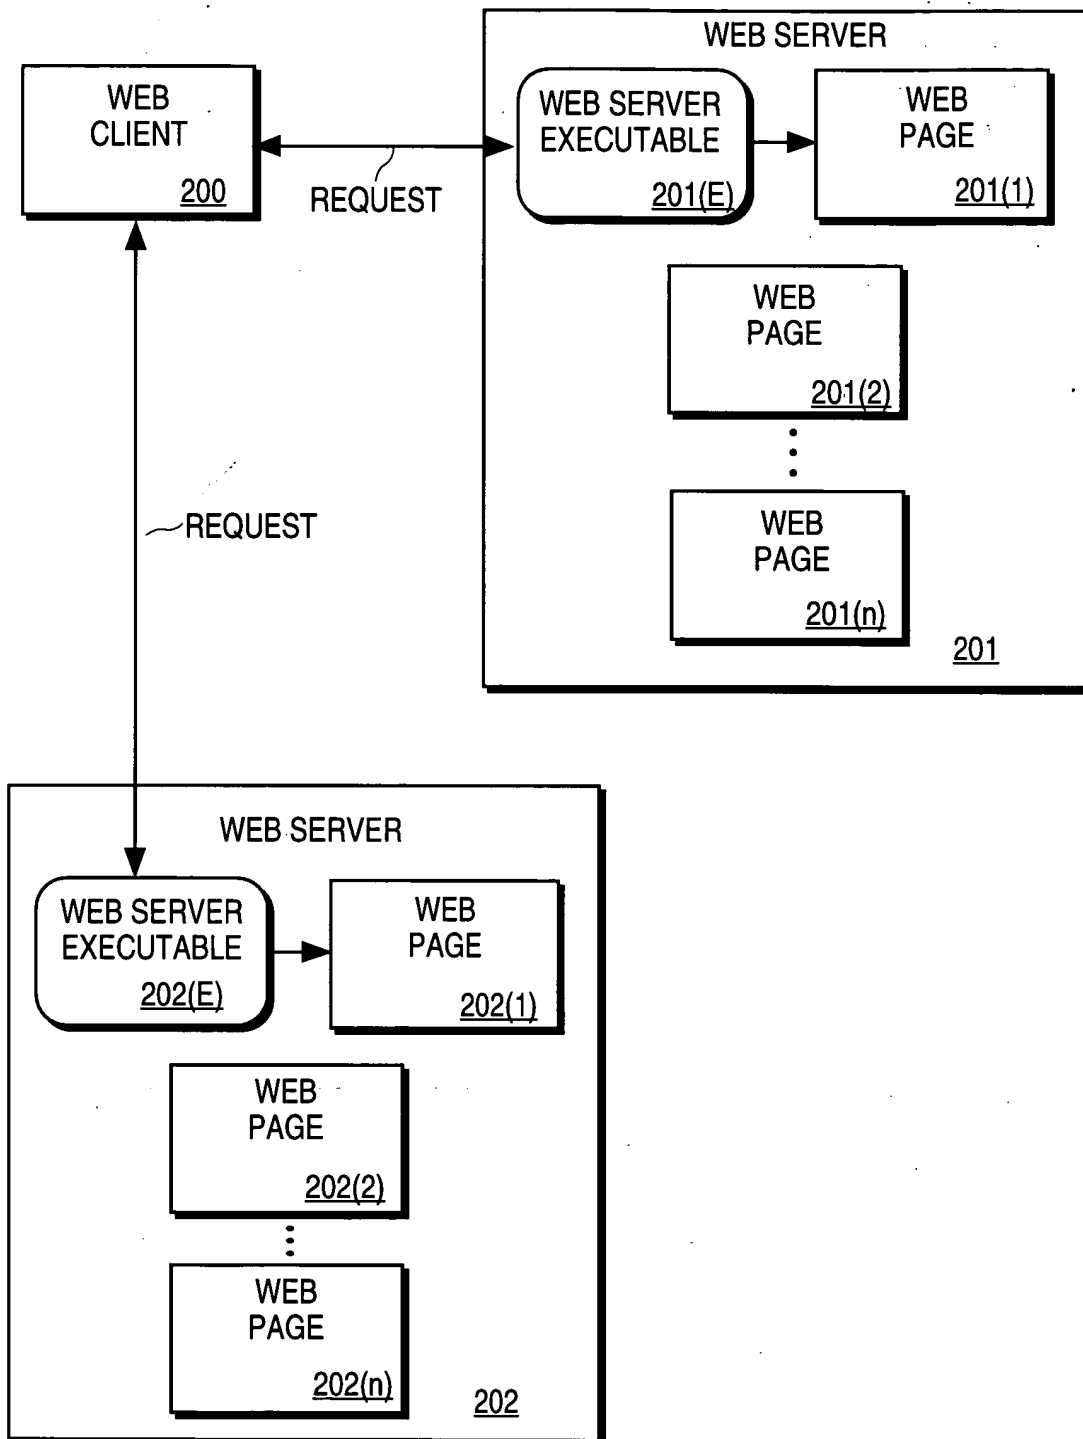 WEB SERVER
WEB
CLIENT
200
REQUEST
WEB SERVER
EXECUTABLE
201(E)
WEB
PAGE
201(1)
WEB
PAGE
201(2)
WEB
PAGE
201(n)
201
REQUEST
WEB SERVER
WEB SERVER
EXECUTABLE
202(E)
WEB
PAGE
202(1)
WEB
PAGE
202(2)
WEB
PAGE
202(n)
202